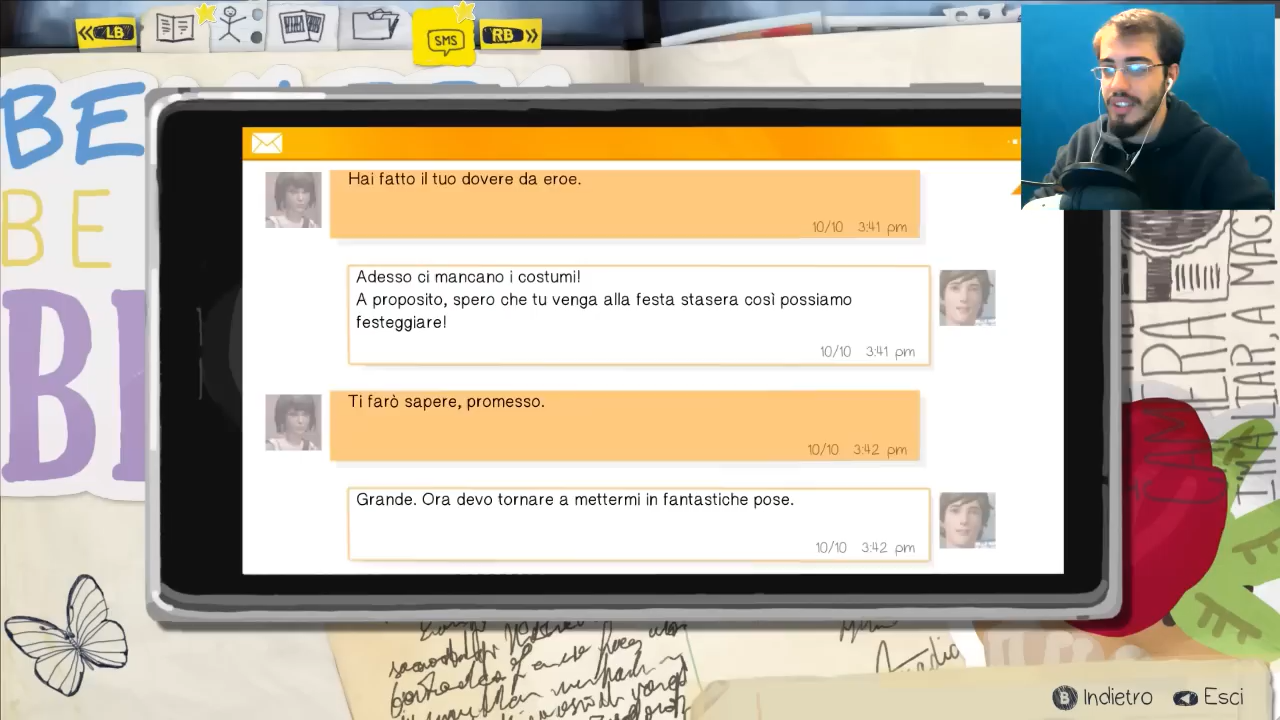 LB
SMS
RB
BE
BE
Hai fatto il tuo dovere da eroe.
10/10 3:41 pm
Adesso ci mancano i costumi!
A proposito, spero che tu venga alla festa stasera così possiamo
festeggiare!
10/10 3:41 pm
Ti farò sapere, promesso.
10/10 3:42 pm
Grande. Ora devo tornare a mettermi in fantastiche pose.
10/10 3:42 pm
B Indietro
Esci